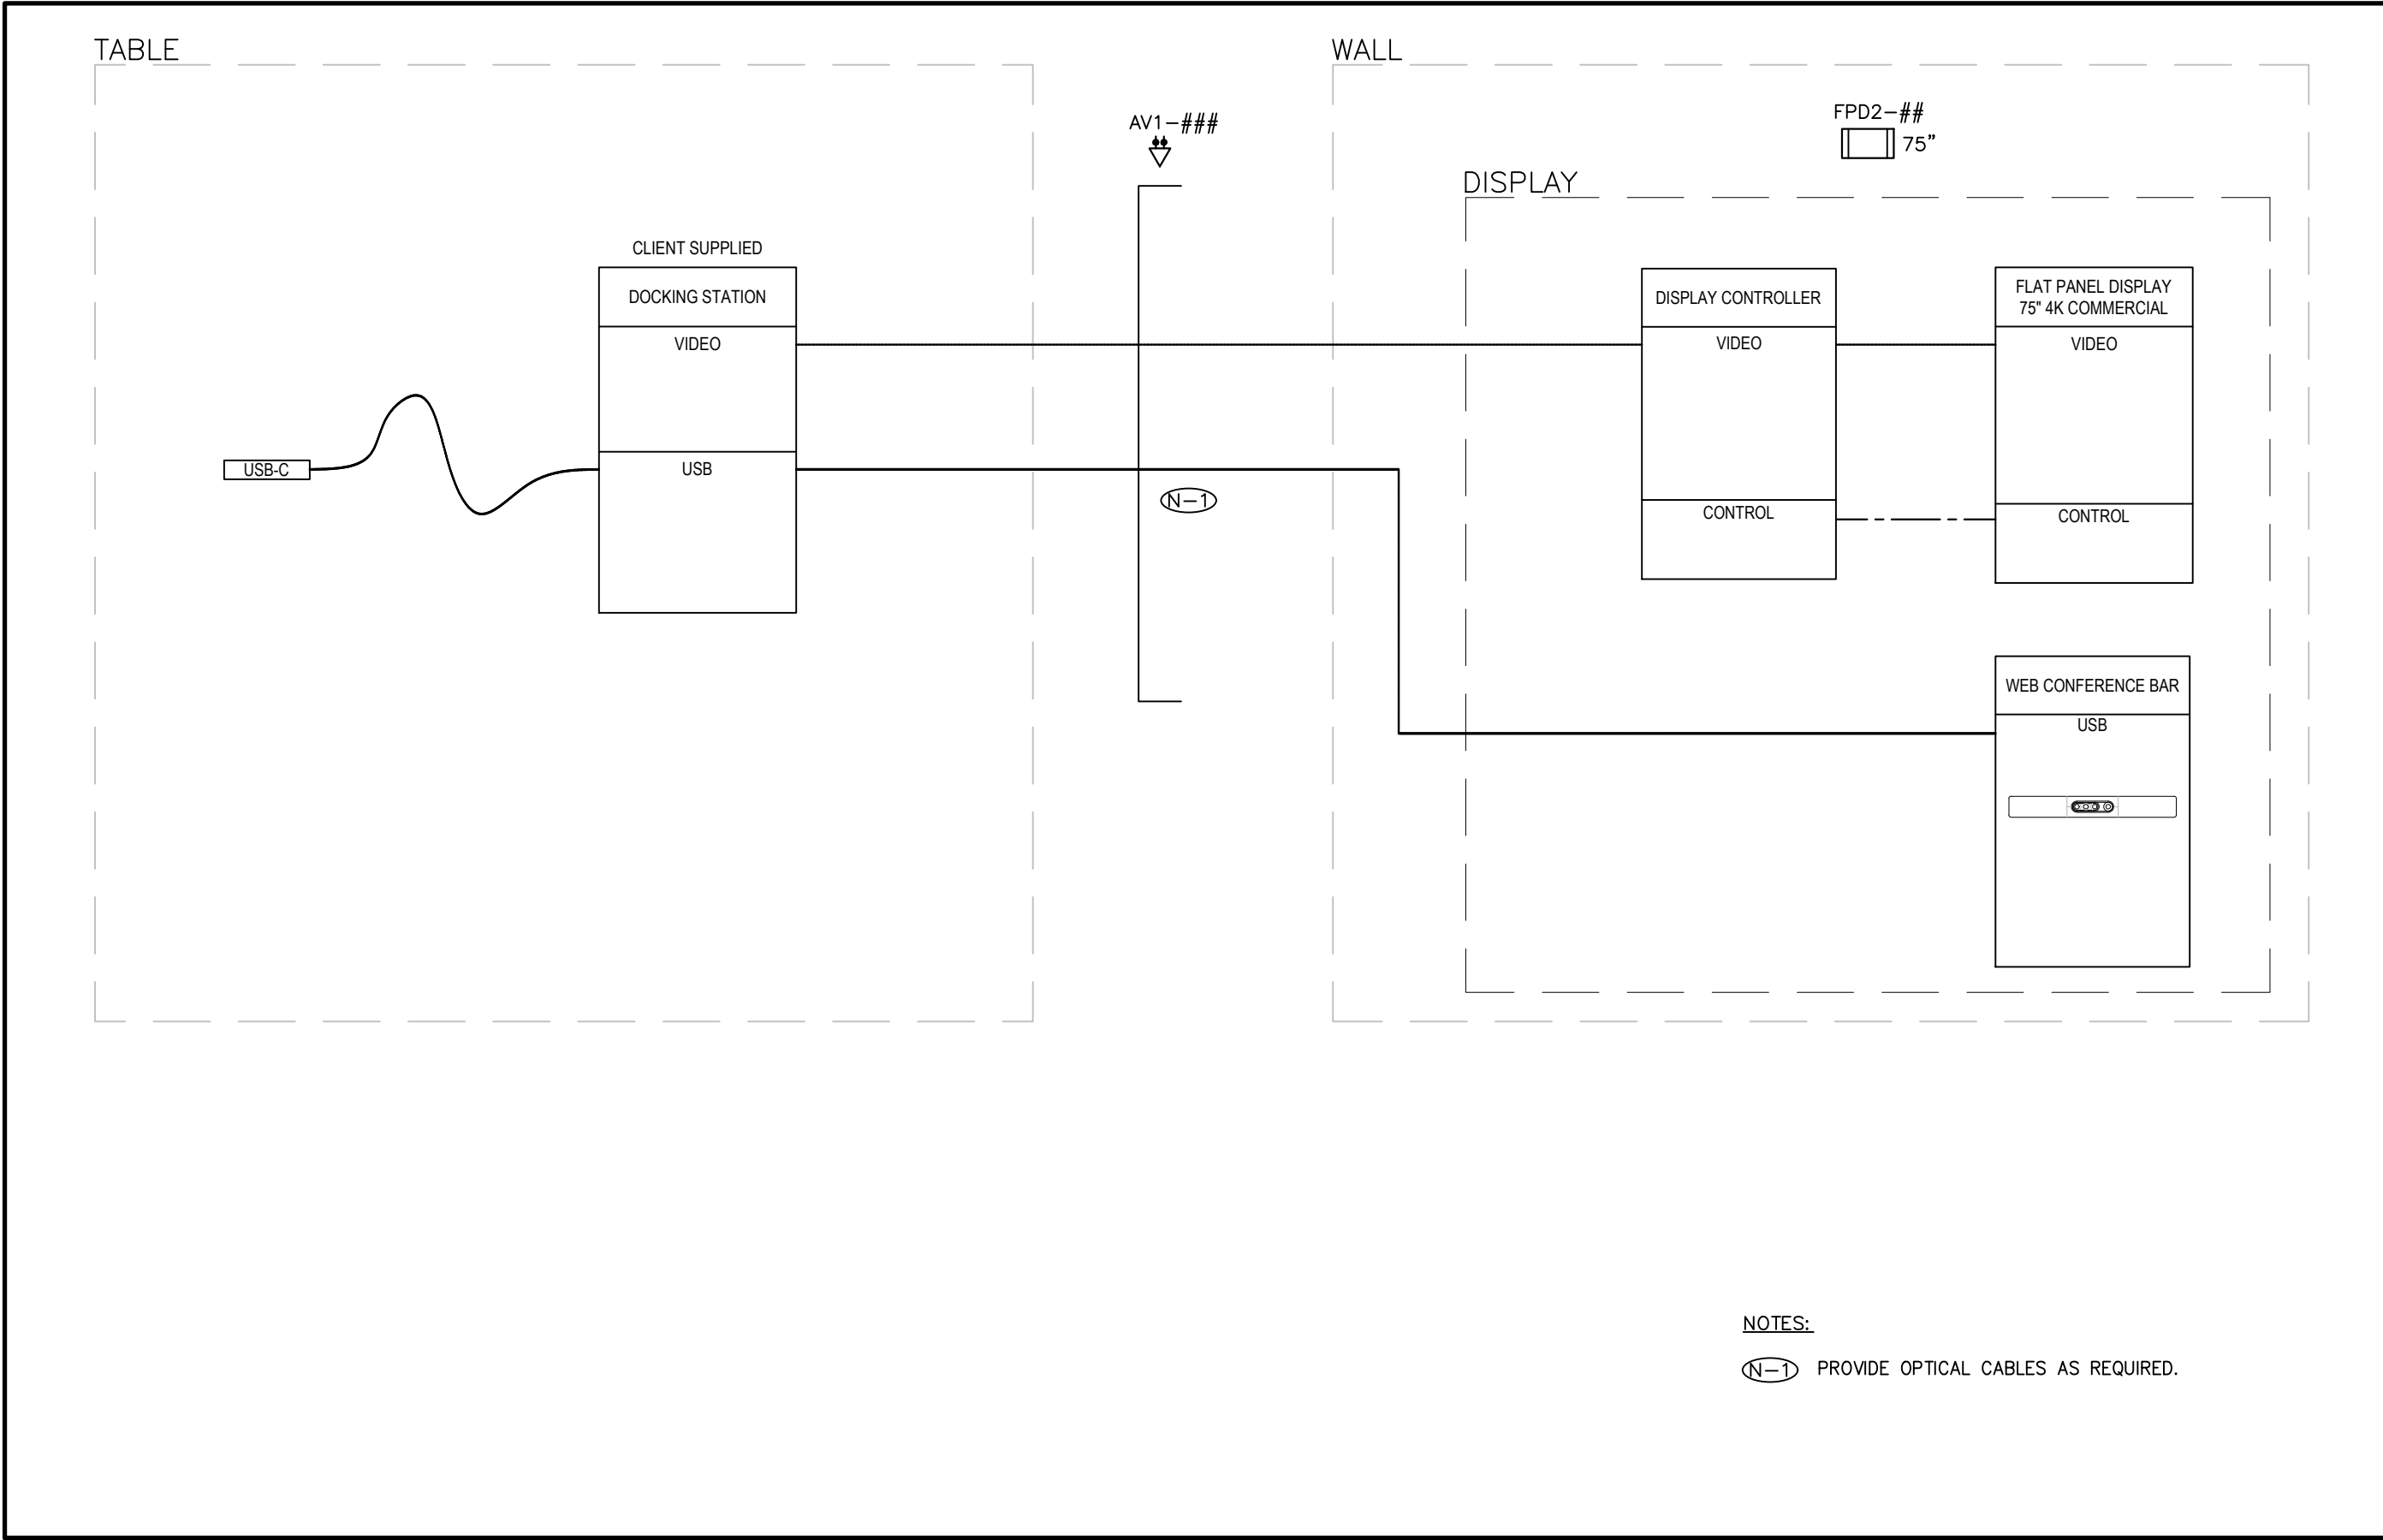 TABLE
WALL
AV1-###
FPD2-##
75"
DISPLAY
CLIENT SUPPLIED
DOCKING STATION
VIDEO
USB
USB-C
N-1
DISPLAY CONTROLLER
VIDEO
CONTROL
FLAT PANEL DISPLAY
75" 4K COMMERCIAL
VIDEO
CONTROL
WEB CONFERENCE BAR
USB
NOTES:
N-1 PROVIDE OPTICAL CABLES AS REQUIRED.